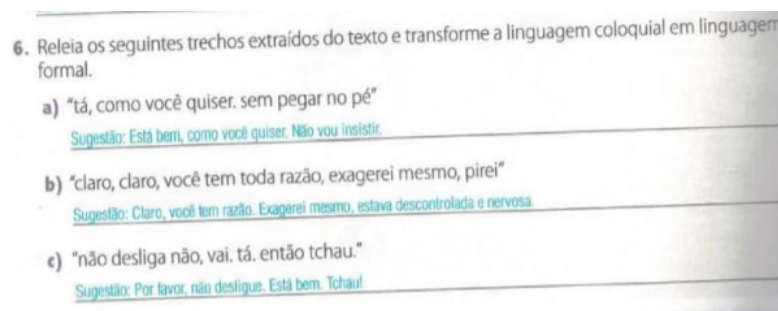 6. Releia os seguintes trechos extraídos do texto e transforme a linguagem coloquial em linguagem
formal.
a) “tá, como você quiser. sem pegar no pé”
Sugestão: Está bem, como você quiser. Não vou insistir.
b) “claro, claro, você tem toda razão, exagerei mesmo, pirei”
Sugestão: Claro, você tem razão. Exagerei mesmo, estava descontrolada e nervosa.
c) “não desliga não, vai. tá. então tchau.”
Sugestão: Por favor, não desligue. Está bem. Tchau!